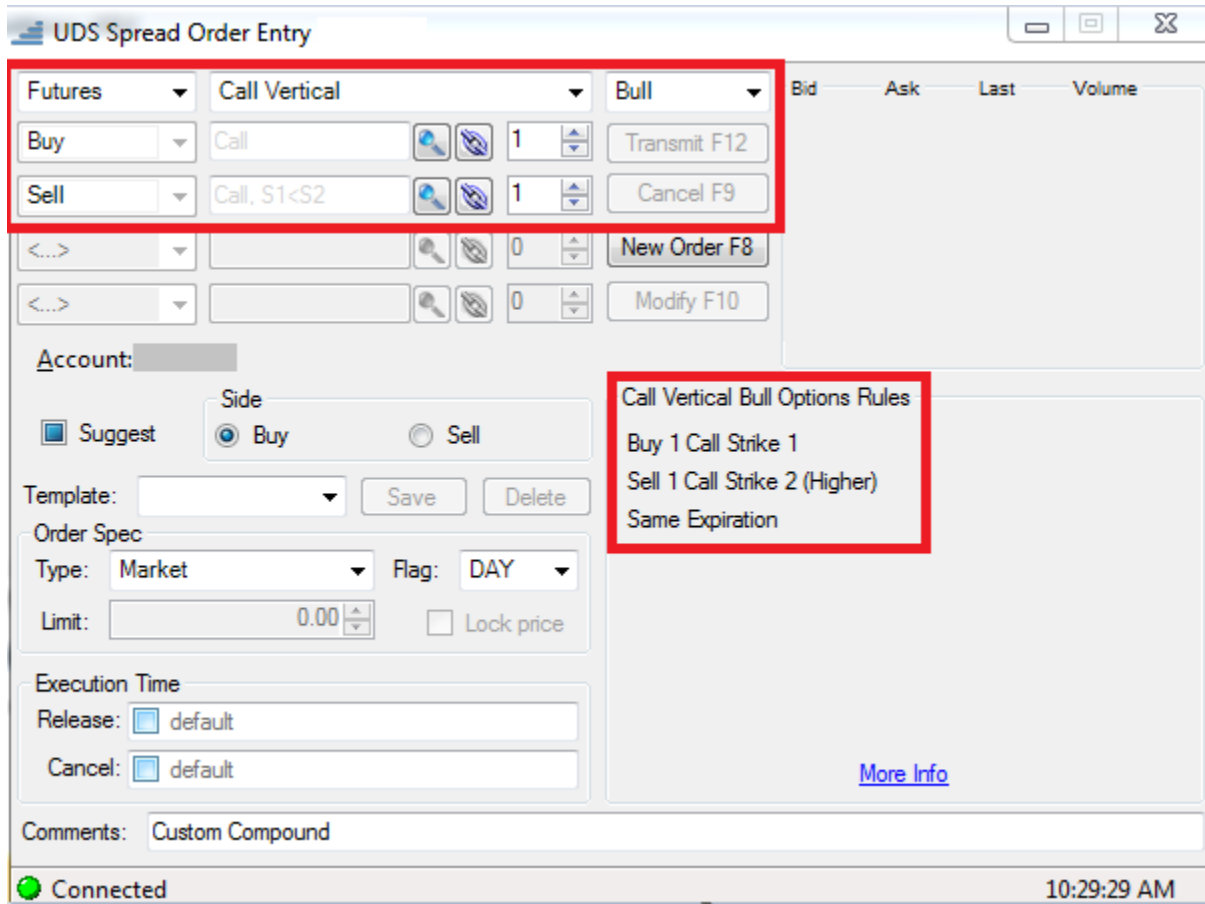 UDS Spread Order Entry
Futures Call Vertical Bull Bid Ask Last Volume
Buy Call 1 Transmit F12
Sell Call, S1<S2 1 Cancel F9
<...> 0 New Order F8
<...> 0 Modify F10
Account:
Side
Suggest Buy Sell
Template: Save Delete
Order Spec
Type: Market Flag: DAY
Limit: 0.00 Lock price
Execution Time
Release: default
Cancel: default
Call Vertical Bull Options Rules
Buy 1 Call Strike 1
Sell 1 Call Strike 2 (Higher)
Same Expiration
More Info
Comments: Custom Compound
Connected 10:29:29 AM